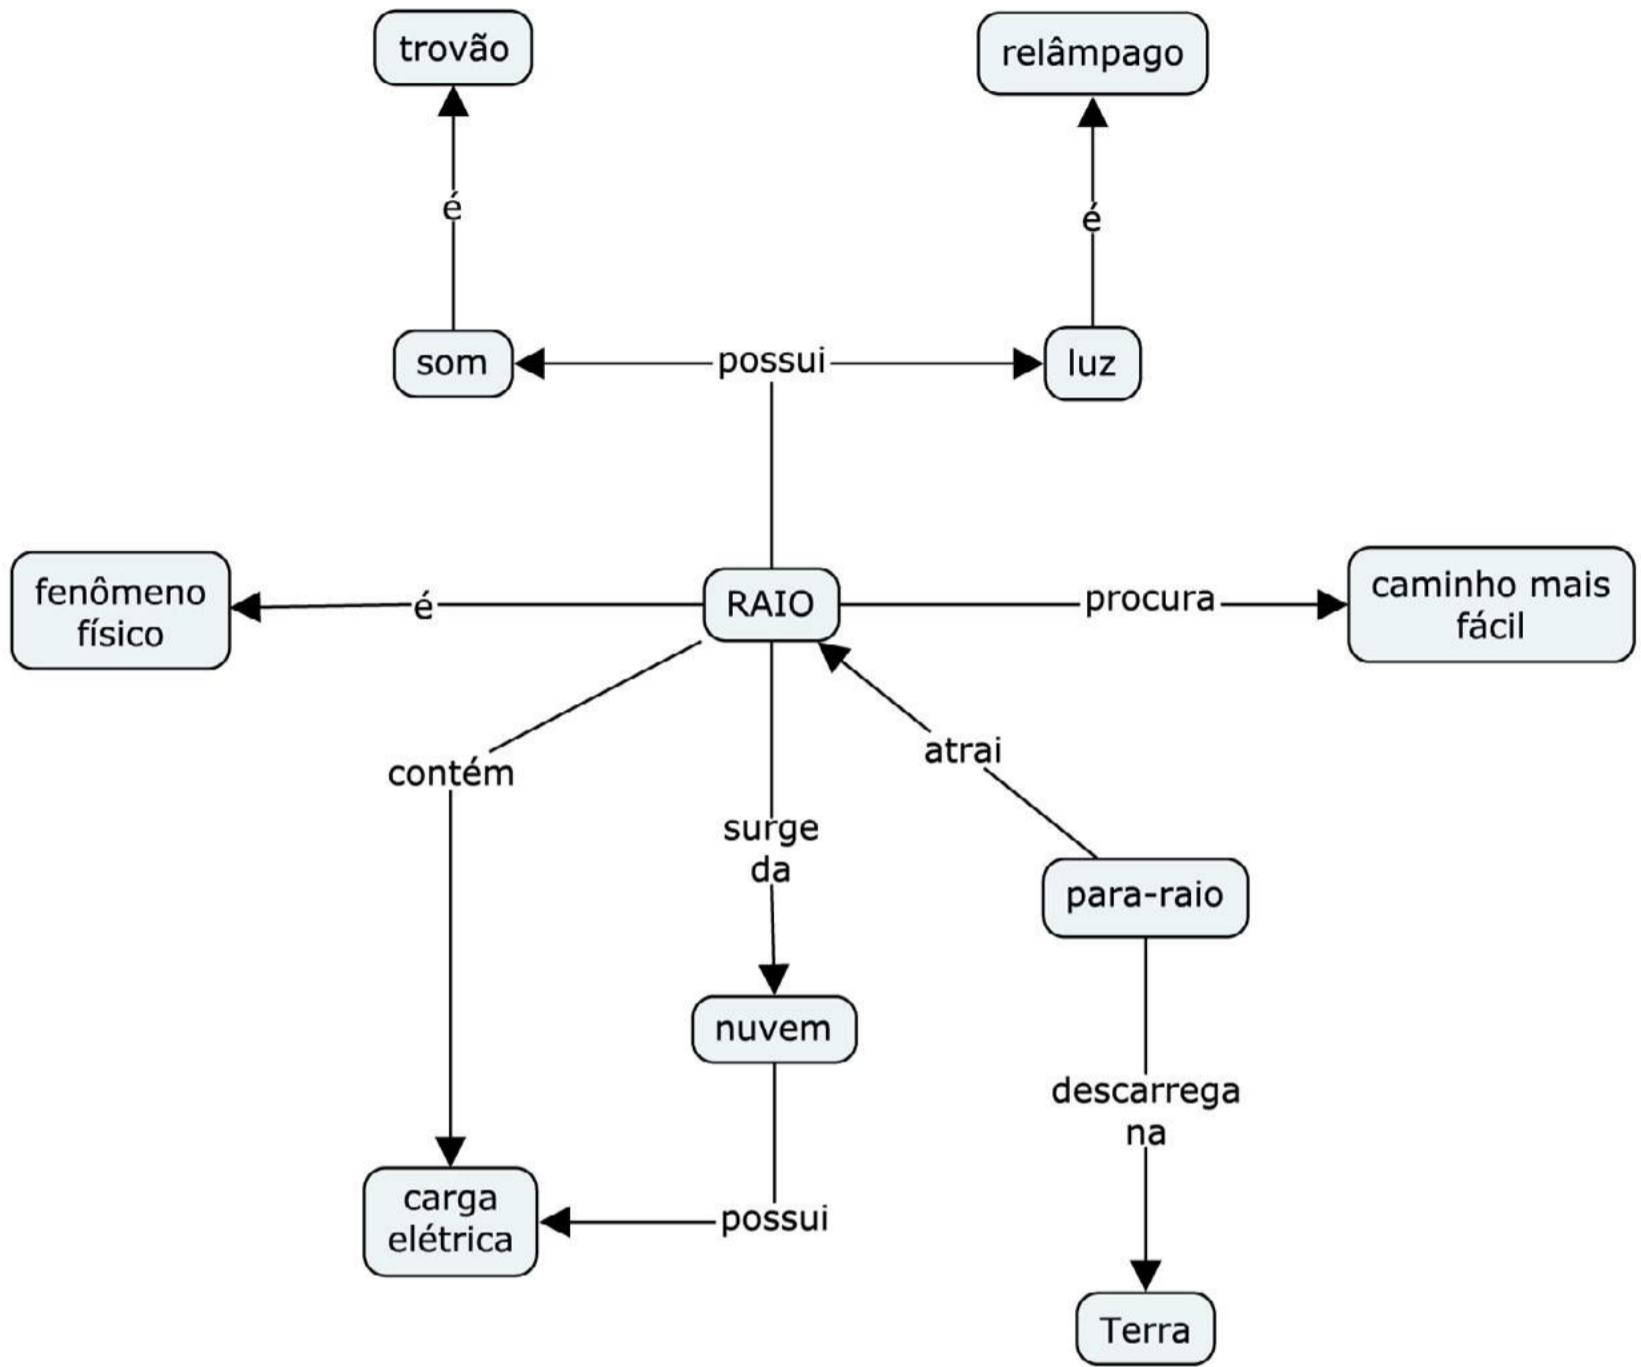 trovão
relâmpago
é
é
som
possui
luz
fenômeno
físico
é
RAIO
procura
caminho mais
fácil
contém
atrai
surge
da
para-raio
nuvem
descarrega
na
carga
elétrica
possui
Terra